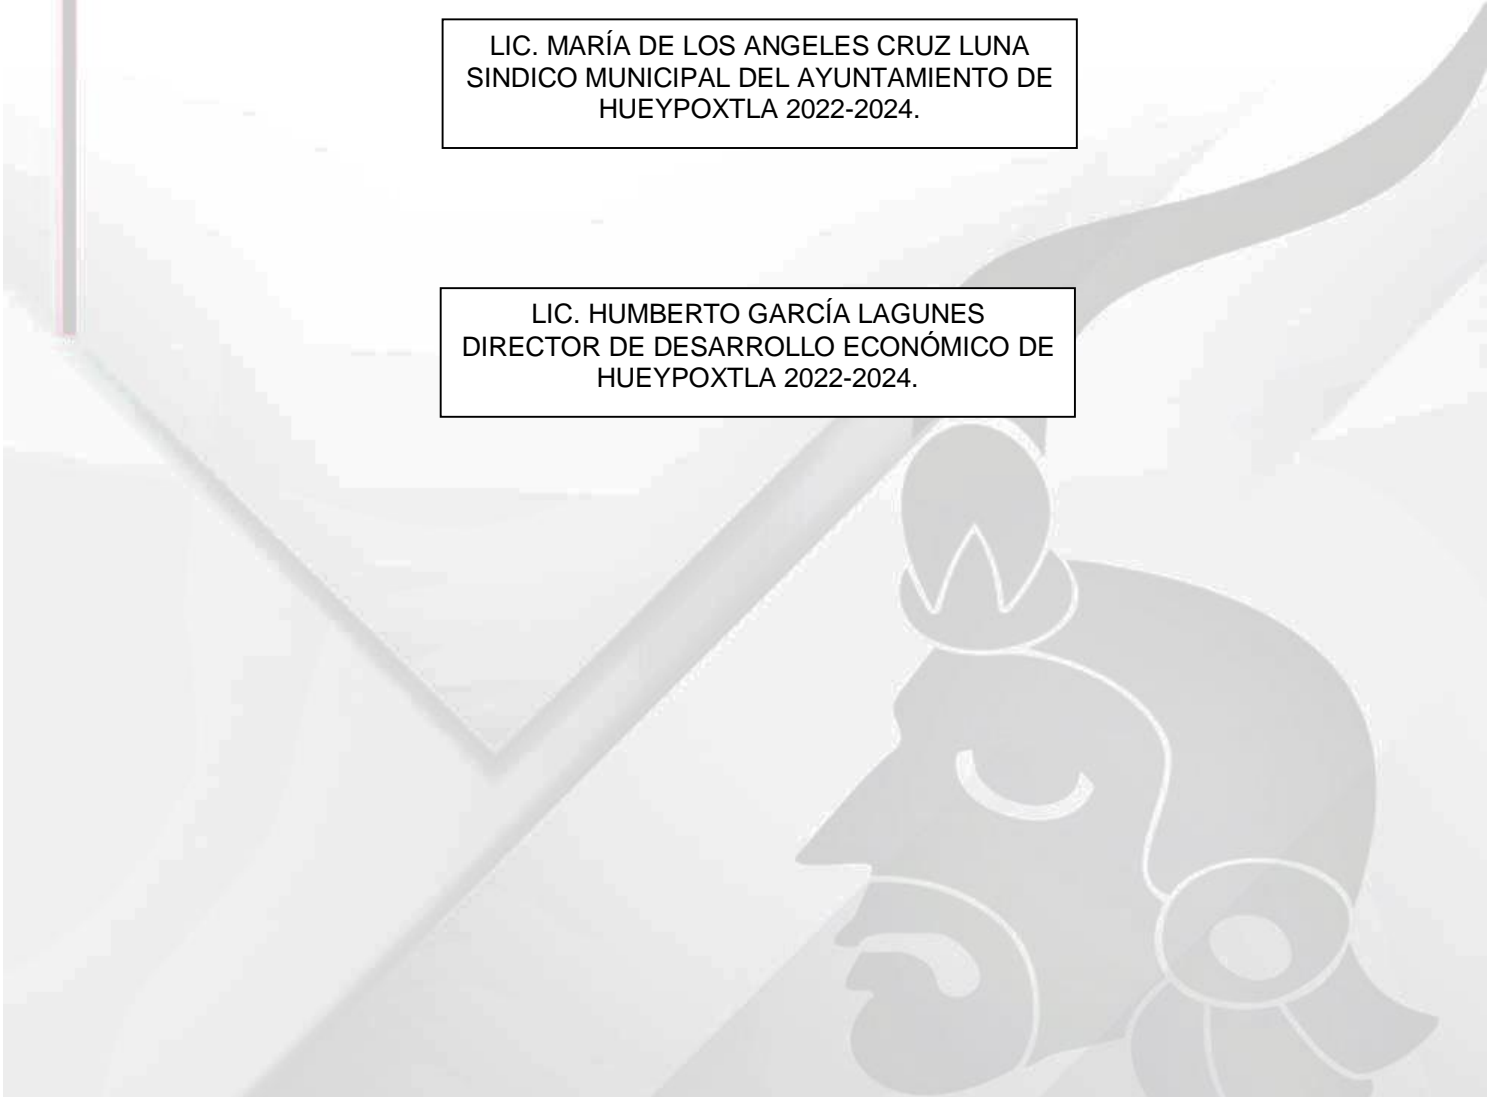 LIC. MARÍA DE LOS ANGELES CRUZ LUNA
SINDICO MUNICIPAL DEL AYUNTAMIENTO DE
HUEYPOXTLA 2022-2024.
LIC. HUMBERTO GARCÍA LAGUNES
DIRECTOR DE DESARROLLO ECONÓMICO DE
HUEYPOXTLA 2022-2024.